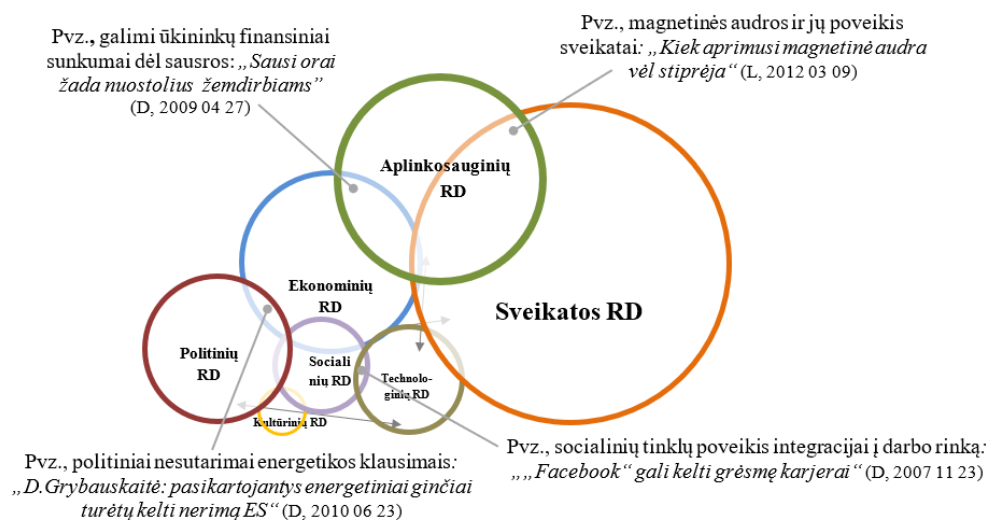 Pvz., galimi ūkininkų finansiniai
sunkumai dėl sausros: „Sausi orai
žada nuostolius žemdirbiams”
(D, 2009 04 27)
Pvz., magnetinės audros ir jų poveikis
sveikatai: „Kiek aprimusi magnetinė audra
vėl stiprėja“ (L, 2012 03 09)
Aplinkosauginių
RD
Ekonominių
RD
Sveikatos RD
Politinių
RD
Sociali
nių RD
Technolo-
ginių RD
Kultūrinių RD
Pvz., politiniai nesutarimai energetikos klausimais:
„D.Grybauskaitė: pasikartojantys energetiniai ginčiai
turėtų kelti nerimą ES“ (D, 2010 06 23)
Pvz., socialinių tinklų poveikis integracijai į darbo rinką:
„„Facebook“ gali kelti grėsmę karjerai“ (D, 2007 11 23)